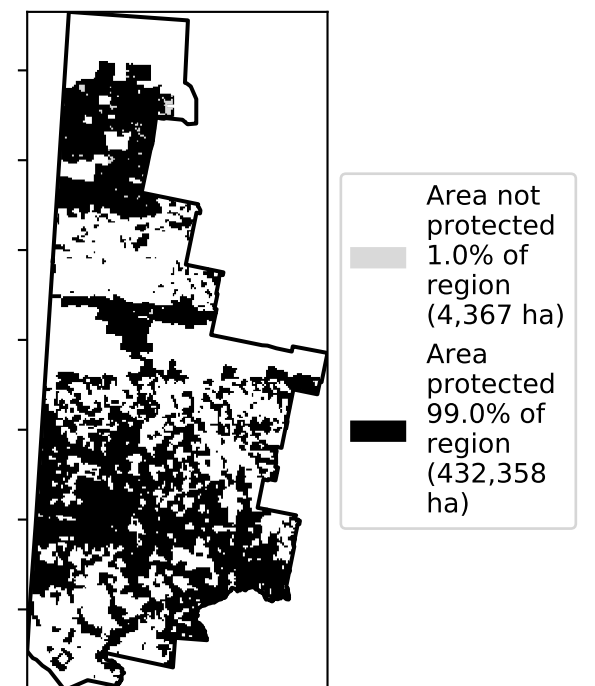 Area not
protected
1.0% of
region
(4,367 ha)
Area
protected
99.0% of
region
(432,358
ha)